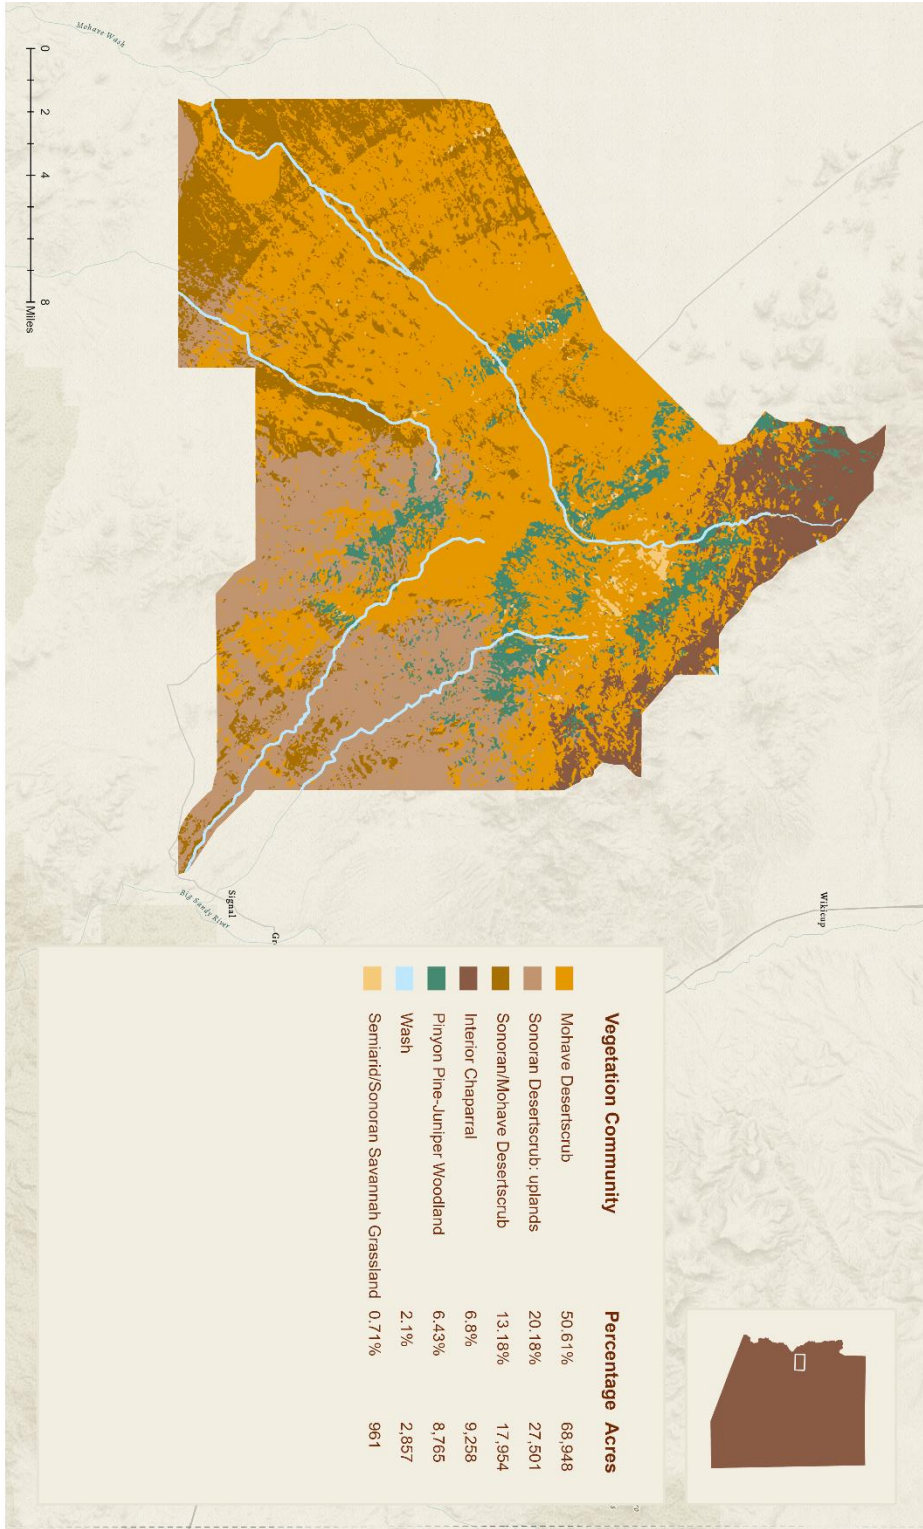 Mohave Wash
Wikieup
Signal
Big Sandy River
Gr
0 2 4 8
Miles
Vegetation Community Percentage Acres
Mohave Desertscrub 50.61% 68,948
Sonoran Desertscrub: uplands 20.18% 27,501
Sonoran/Mohave Desertscrub 13.18% 17,954
Interior Chaparral 6.8% 9,258
Pinyon Pine-Juniper Woodland 6.43% 8,765
Wash 2.1% 2,857
Semiarid/Sonoran Savannah Grassland 0.71% 961